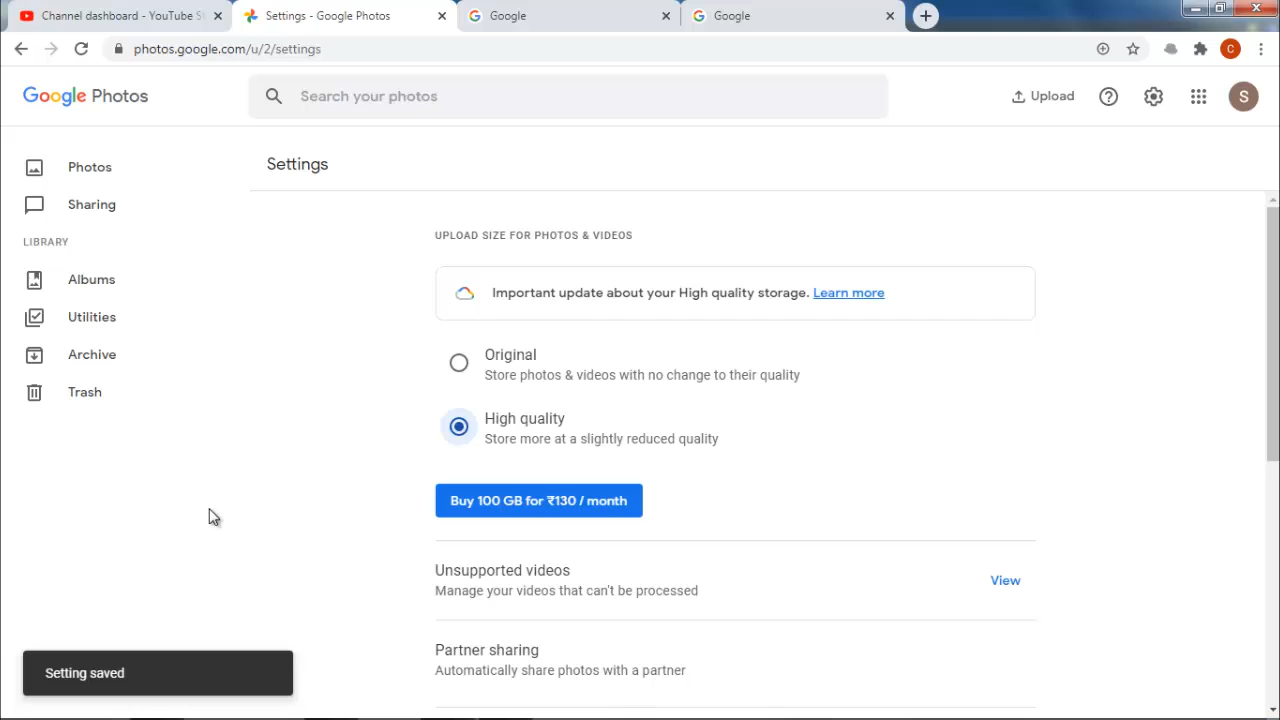 Channel dashboard - YouTube S
Settings - Google Photos
Google
Google
photos.google.com/u/2/settings
C
Google Photos
Search your photos
Upload
S
Photos
Sharing
LIBRARY
Albums
Utilities
Archive
Trash
Settings
UPLOAD SIZE FOR PHOTOS & VIDEOS
Important update about your High quality storage. Learn more
Original
Store photos & videos with no change to their quality
High quality
Store more at a slightly reduced quality
Buy 100 GB for ₹130 / month
Unsupported videos
Manage your videos that can't be processed
View
Partner sharing
Automatically share photos with a partner
Setting saved